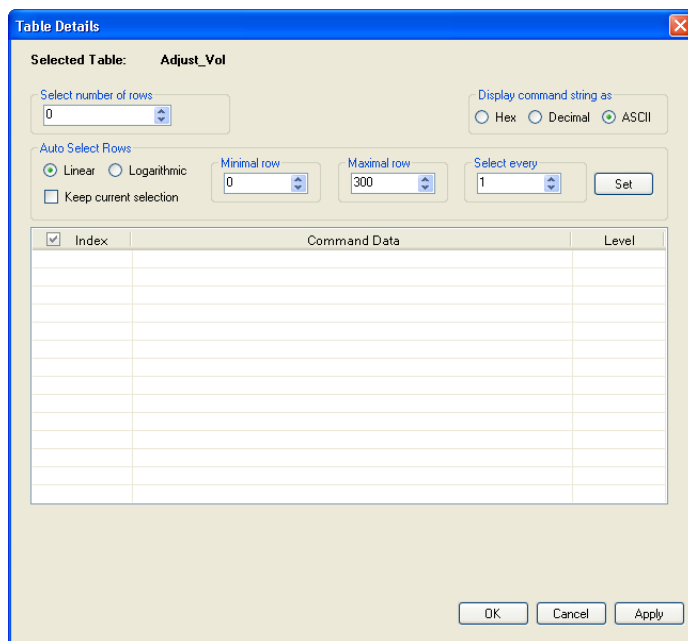 Table Details
Selected Table: Adjust_Vol
Select number of rows
0
Display command string as
Hex Decimal ASCII
Auto Select Rows
Linear Logarithmic
Keep current selection
Minimal row
0
Maximal row
300
Select every
1
Set
Index Command Data Level
OK Cancel Apply